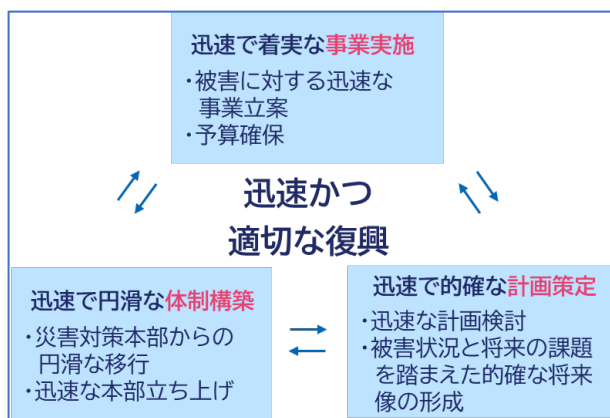 迅速で着実な事業実施
・被害に対する迅速な
事業立案
・予算確保
迅速かつ
適切な復興
迅速で円滑な体制構築
・災害対策本部からの
円滑な移行
・迅速な本部立ち上げ
迅速で的確な計画策定
・迅速な計画検討
・被害状況と将来の課題
を踏まえた的確な将来
像の形成